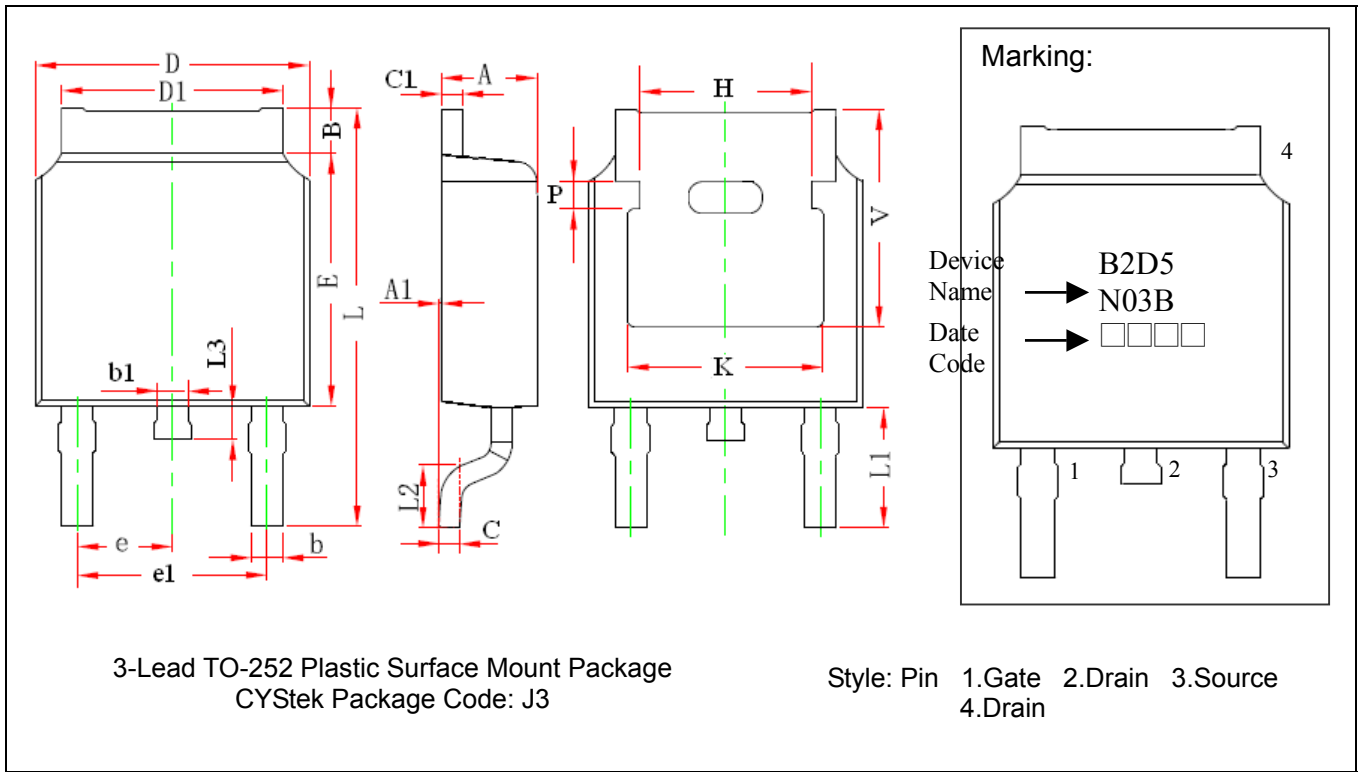 D
D1
B
E
L
L3
b1
e
e1
b
C1
A
A1
L2
C
H
P
V
K
L1
Marking:
4
Device
Name
B2D5
N03B
Date
Code
□□□□
1
2
3
3-Lead TO-252 Plastic Surface Mount Package
CYStek Package Code: J3
Style: Pin 1.Gate 2.Drain 3.Source
4.Drain